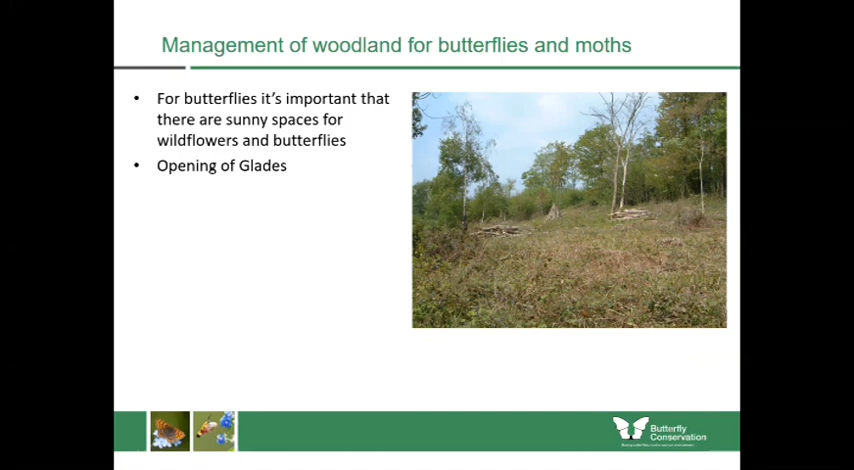 Management of woodland for butterflies and moths
• For butterflies it's important that
there are sunny spaces for
wildflowers and butterflies
• Opening of Glades
Butterfly
Conservation